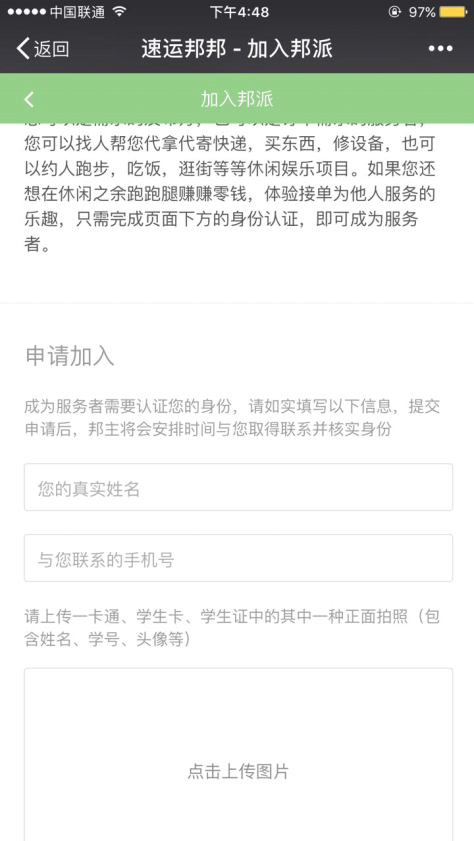 中国联通 下午4:48 97%
返回 速运邦邦 - 加入邦派
加入邦派
您可以找人帮您代拿代寄快递，买东西，修设备，也可
以约人跑步，吃饭，逛街等等休闲娱乐项目。如果您还
想在休闲之余跑跑腿赚赚零钱，体验接单为他人服务的
乐趣，只需完成页面下方的身份认证，即可成为服务
者。
申请加入
成为服务者需要认证您的身份，请如实填写以下信息，提交
申请后，邦主将会安排时间与您取得联系并核实身份
您的真实姓名
与您联系的手机号
请上传一卡通、学生卡、学生证中的其中一种正面拍照（包
含姓名、学号、头像等）
点击上传图片